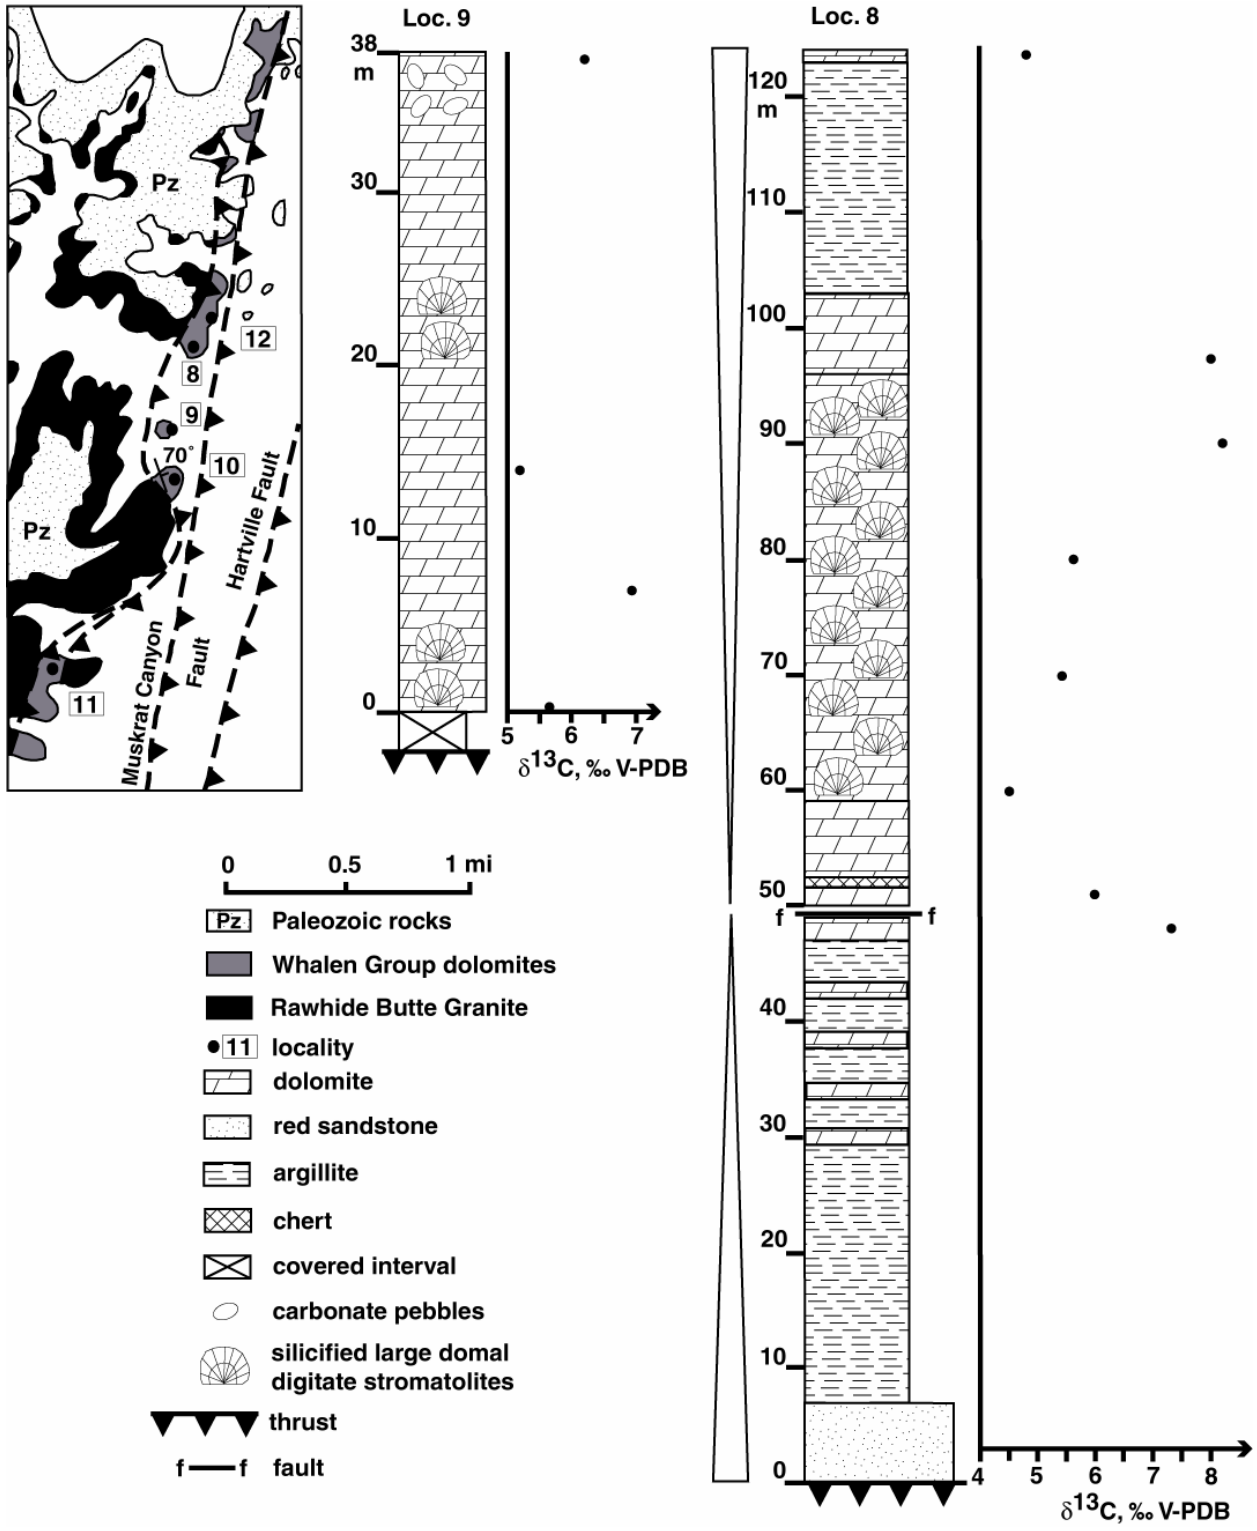 Loc. 9
Loc. 8
38
m
30
20
10
0
5 6 7
δ13C, ‰ V-PDB
120
m
110
100
90
80
70
60
50
f f
40
30
20
10
0
4 5 6 7 8
δ13C, ‰ V-PDB
Pz
12
8
9
70°
10
Pz
Hartville Fault
Muskrat Canyon
Fault
11
0 0.5 1 mi
Pz Paleozoic rocks
Whalen Group dolomites
Rawhide Butte Granite
11 locality
dolomite
red sandstone
argillite
chert
covered interval
carbonate pebbles
silicified large domal
digitate stromatolites
thrust
f f fault